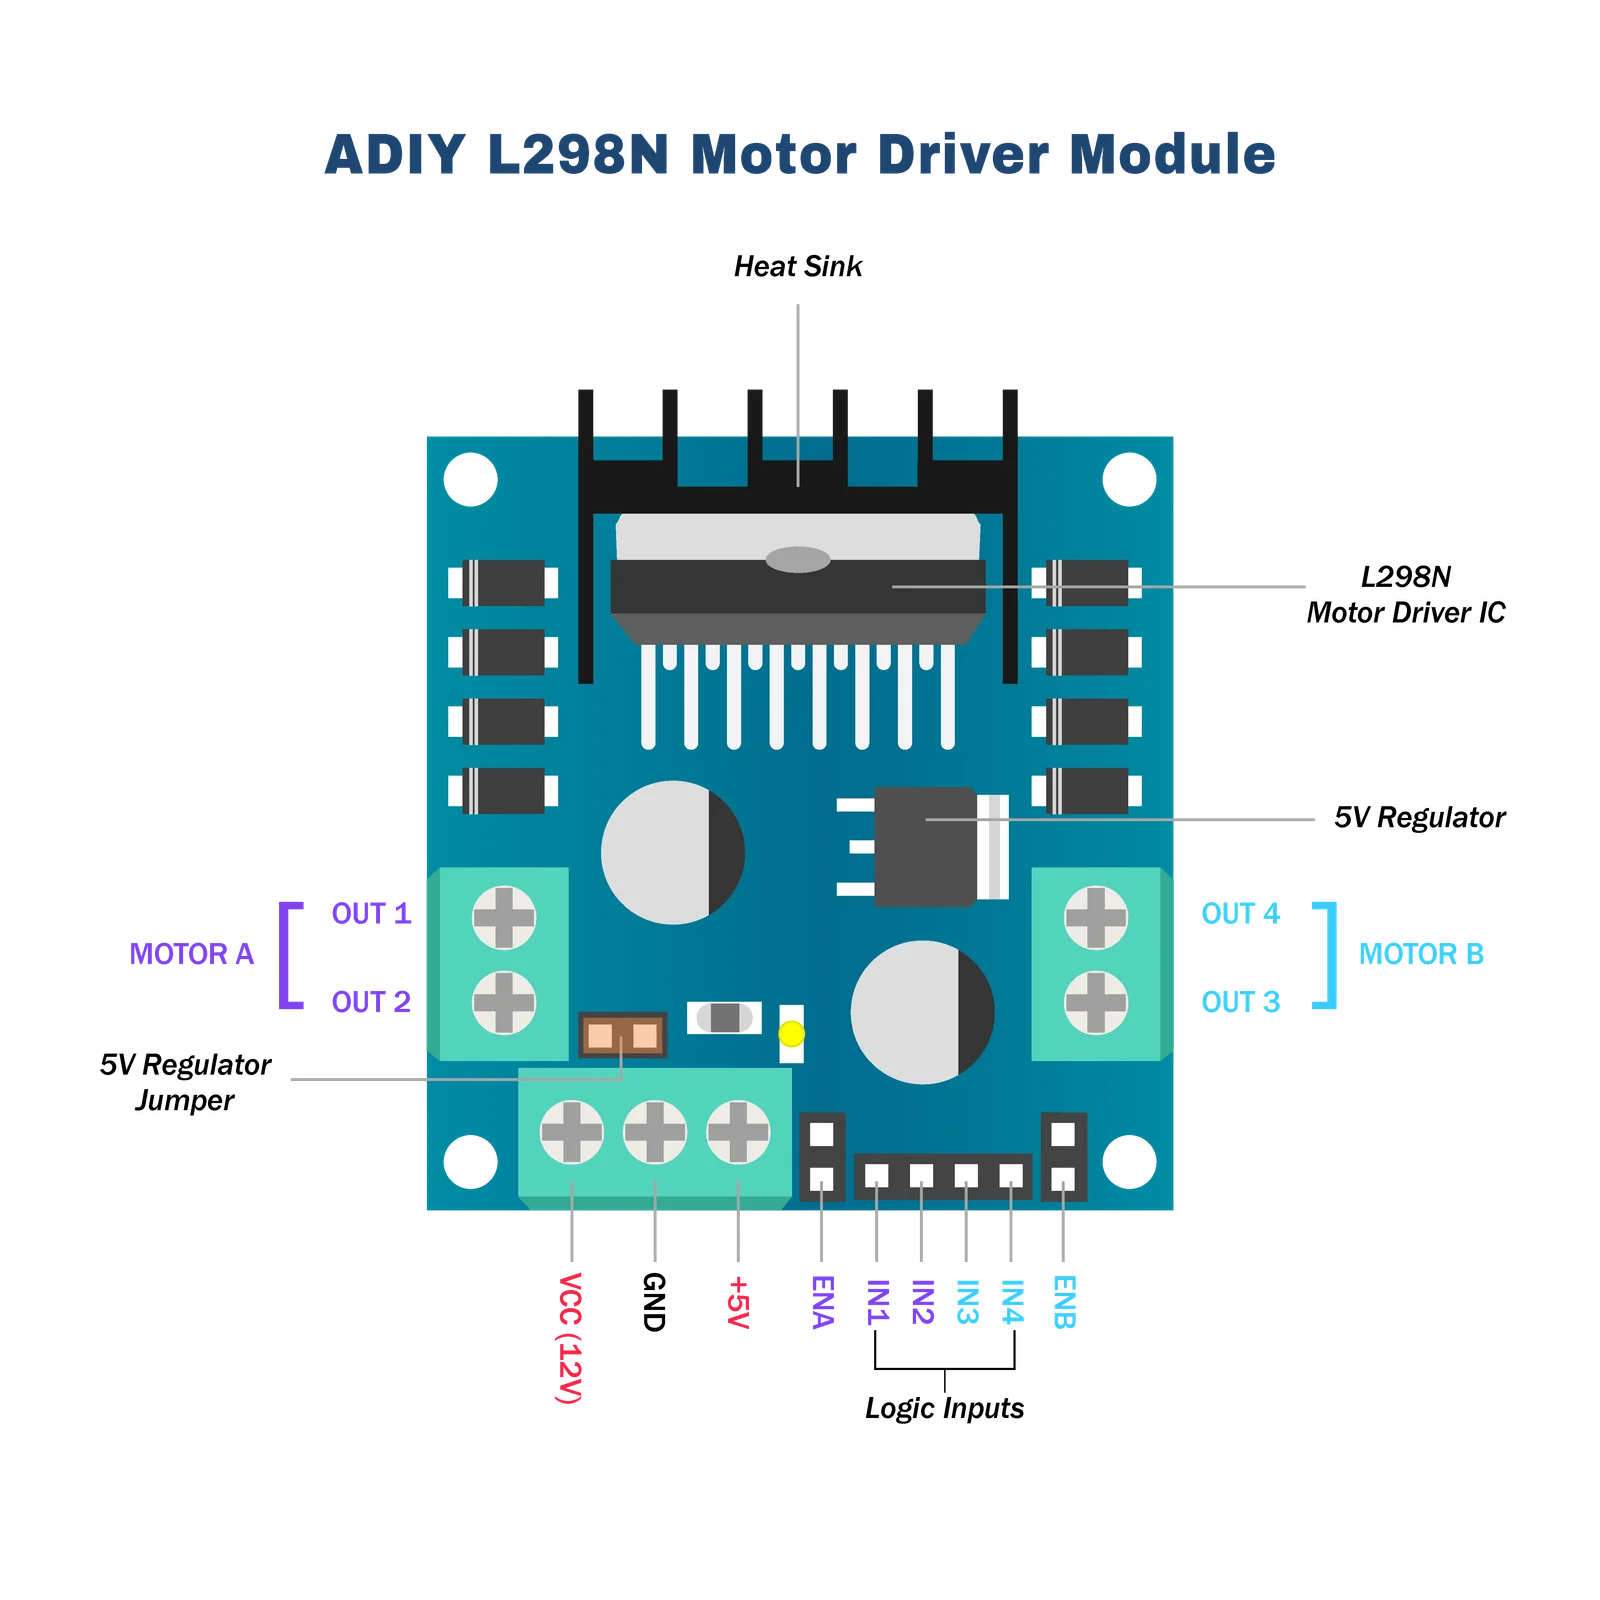 ADIY L298N Motor Driver Module
Heat Sink
L298N
Motor Driver IC
5V Regulator
OUT 1
MOTOR A
OUT 2
OUT 4
MOTOR B
OUT 3
5V Regulator
Jumper
VCC (12V)
GND
+5V
ENA
IN1
IN2
IN3
IN4
ENB
Logic Inputs